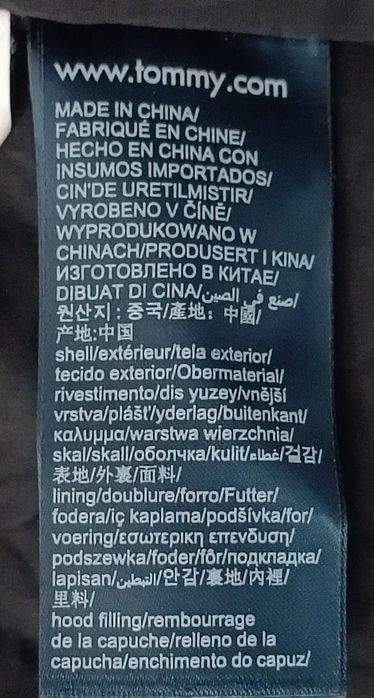 www.tommy.com
MADE IN CHINA/
FABRIQUÉ EN CHINE/
HECHO EN CHINA CON
INSUMOS IMPORTADOS/
CIN'DE URETILMISTIR/
VYROBENO V ČÍNĚ/
WYPRODUKOWANO W
CHINACH/PRODUSERT I KINA/
ИЗГОТОВЛЕНО В КИТАЕ/
DIBUAT DI CINA/صنع في الصين/
원산지 : 중국/產地：中國/
产地:中国
shell/extérieur/tela exterior/
tecido exterior/Obermaterial/
rivestimento/dis yuzey/vnější
vrstva/plášť/yderlag/buitenkant/
καλυμμα/warstwa wierzchnia/
skal/skall/оболчка/kulit/غطاء/겉감/
表地/外裏/面料/
lining/doublure/forro/Futter/
fodera/iç kaplama/podšívka/for/
voering/εσωτερικη επενδυση/
podszewka/foder/fôr/подкладка/
lapisan/التبطين/안감/裏地/內裡/
里料/
hood filling/rembourrage
de la capuche/relleno de la
capucha/enchimento do capuz/